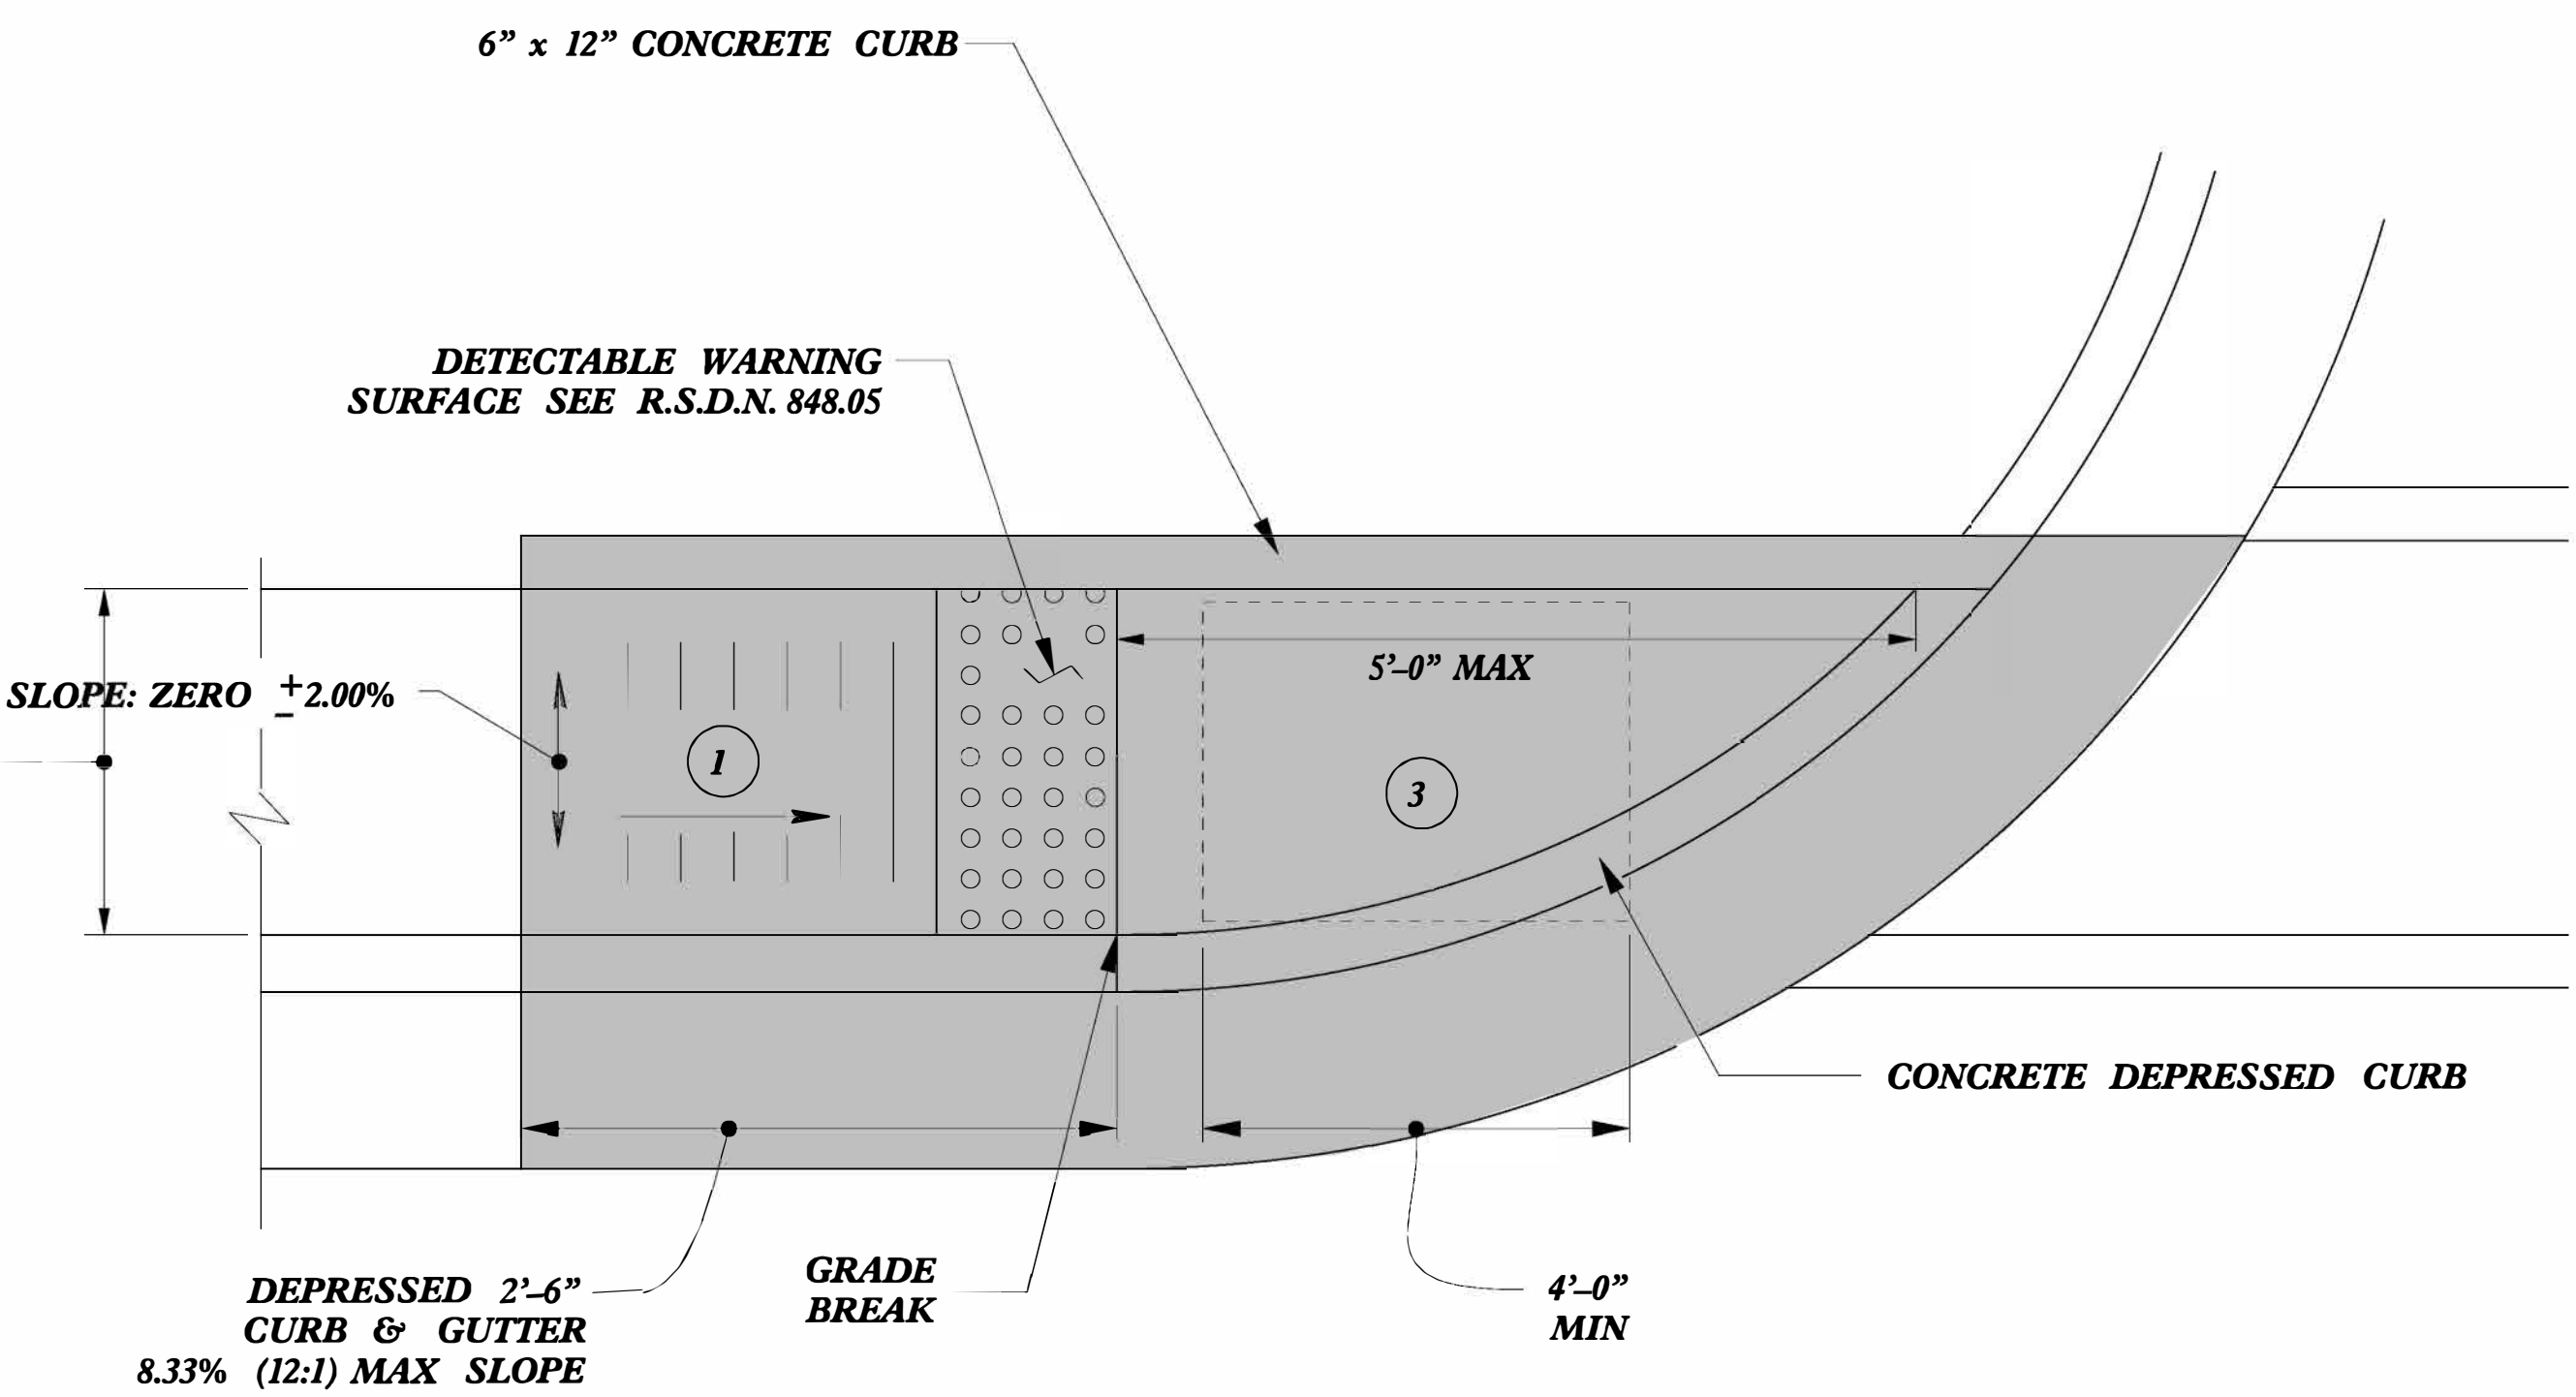 6” x 12” CONCRETE CURB
DETECTABLE WARNING
SURFACE SEE R.S.D.N. 848.05
SLOPE: ZERO ±2.00%
5’–0” MAX
1
3
CONCRETE DEPRESSED CURB
DEPRESSED 2’–6”
CURB & GUTTER
8.33% (12:1) MAX SLOPE
GRADE
BREAK
4’–0”
MIN